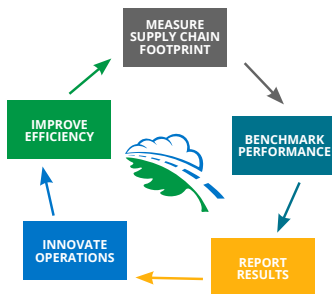 MEASURE
SUPPLY CHAIN
FOOTPRINT
BENCHMARK
PERFORMANCE
REPORT
RESULTS
INNOVATE
OPERATIONS
IMPROVE
EFFICIENCY